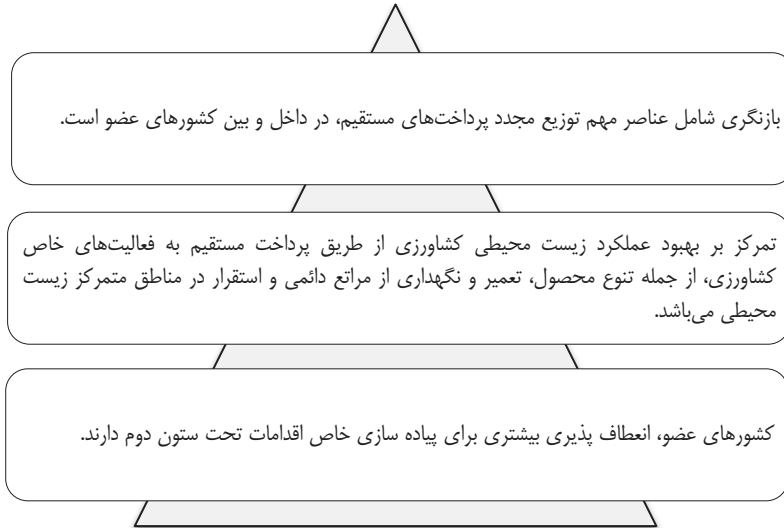 بازنگری شامل عناصر مهم توزیع مجدد پرداخت‌های مستقیم، در داخل و بین کشورهای عضو است.
تمرکز بر بهبود عملکرد زیست محیطی کشاورزی از طریق پرداخت مستقیم به فعالیت‌های خاص
کشاورزی، از جمله تنوع محصول، تعمیر و نگهداری از مراتع دائمی و استقرار در مناطق متمرکز زیست
محیطی می‌باشد.
کشورهای عضو، انعطاف پذیری بیشتری برای پیاده سازی خاص اقدامات تحت ستون دوم دارند.